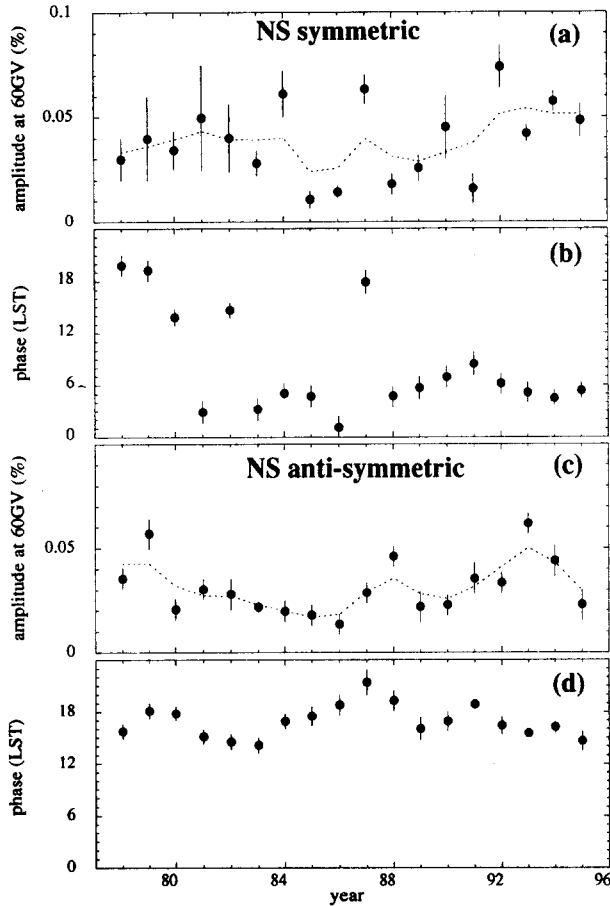 0.1
NS symmetric
(a)
amplitude at 60GV (%)
0.05
0
(b)
18
phase (LST)
12
6
0
NS anti-symmetric
(c)
amplitude at 60GV (%)
0.05
0
(d)
18
phase (LST)
12
6
0
80
84
88
92
96
year